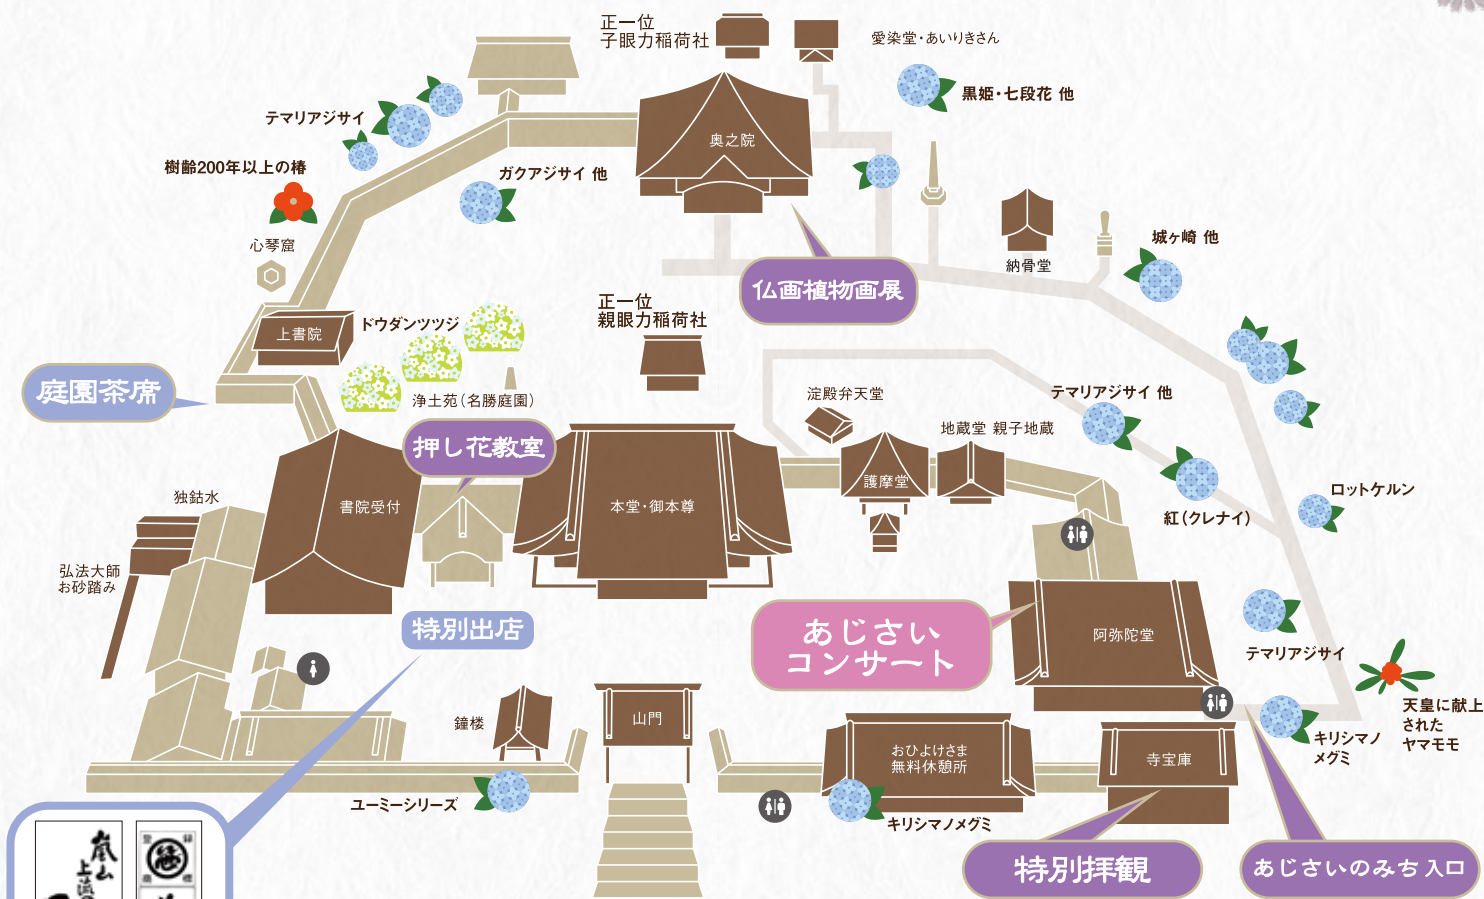 正一位
子眼力稲荷社
愛染堂・あいりきさん
黒姫・七段花 他
テマリアジサイ
奥之院
樹齢200年以上の椿
ガクアジサイ 他
心琴窟
納骨堂
城ヶ崎 他
仏画植物画展
正一位
親眼力稲荷社
上書院
ドウダンツツジ
庭園茶席
浄土苑(名勝庭園)
淀殿弁天堂
テマリアジサイ 他
地蔵堂 親子地蔵
押し花教室
護摩堂
独鈷水
書院受付
本堂・御本尊
ロットケルン
紅(クレナイ)
弘法大師
お砂踏み
特別出店
あじさい
コンサート
阿弥陀堂
テマリアジサイ
天皇に献上
された
ヤマモモ
鐘楼
山門
おひよけさま
無料休憩所
寺宝庫
キリシマノ
メグミ
ユーミーシリーズ
キリシマノメグミ
特別拝観
あじさいのみち 入口
嵐山
登録
商標